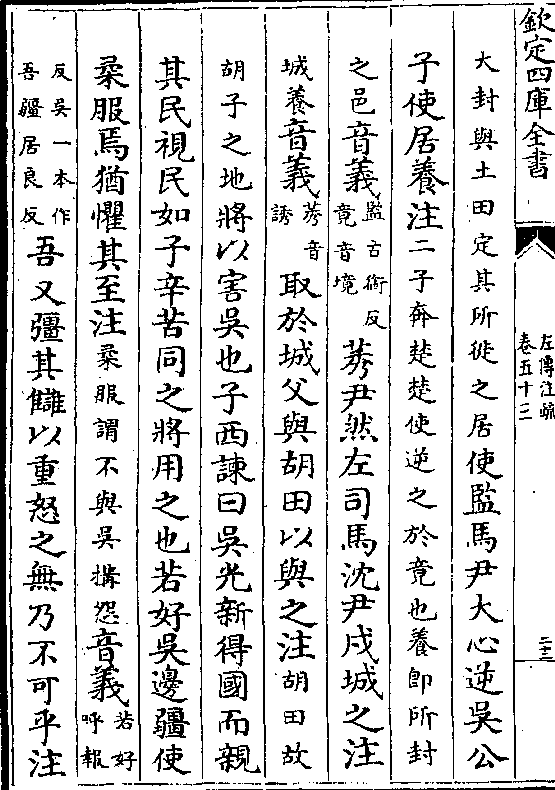 欽定四庫全書
左傳注疏
卷五十三
二十三
大封與土田定其所徙之居使監馬尹大心逆吳公
子使居養注二子奔楚楚使逆之於竟也養即所封
之邑音義監古銜反
竟音境莠尹然左司馬沈尹戌城之注
城養音義莠音
誘取於城父與胡田以與之注胡田故
胡子之地將以害吳也子西諫曰吳光新得國而親
其民視民如子辛苦同之將用之也若好吳邊疆使
柔服焉猶懼其至注柔服謂不與吳搆怨音義若好
呼報
反吳一本作
吾疆居良反吾又彊其讎以重怒之無乃不可乎注